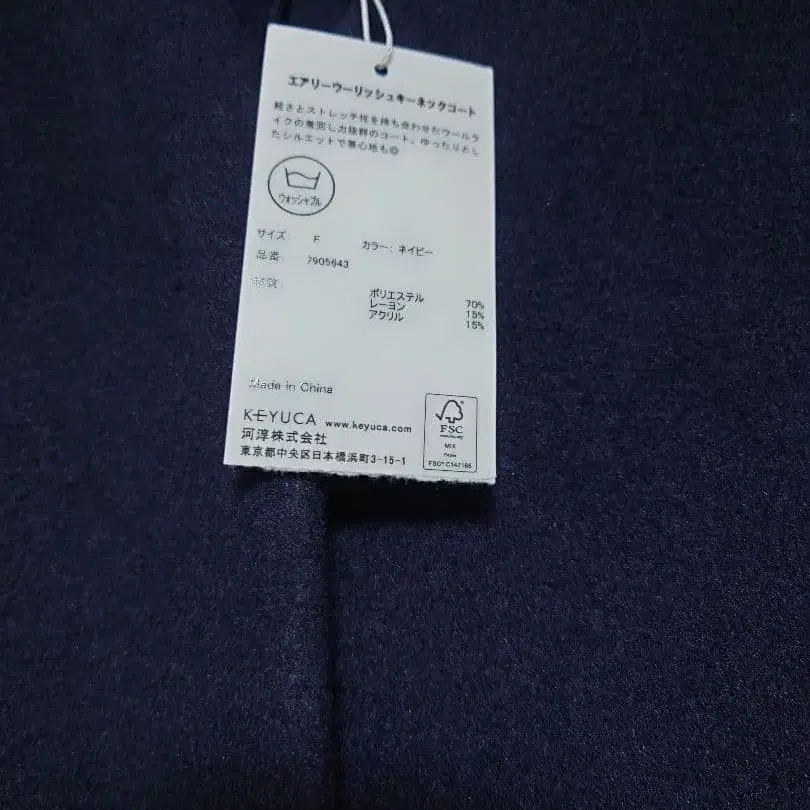 エアリーウーリッシュキーネックコート
軽さとストレッチ性を持ち合わせたウールラ
イクの着回し力抜群のコート。ゆったりとし
たシルエットで着心地も◎
ウォッシャブル
サイズ: F カラー: ネイビー
品番: 7905643
材質:
ポリエステル 70%
レーヨン 15%
アクリル 15%
Made in China
KEYUCA www.keyuca.com
河淳株式会社
東京都中央区日本橋浜町3-15-1
FSC
MIX
FSC® C147165